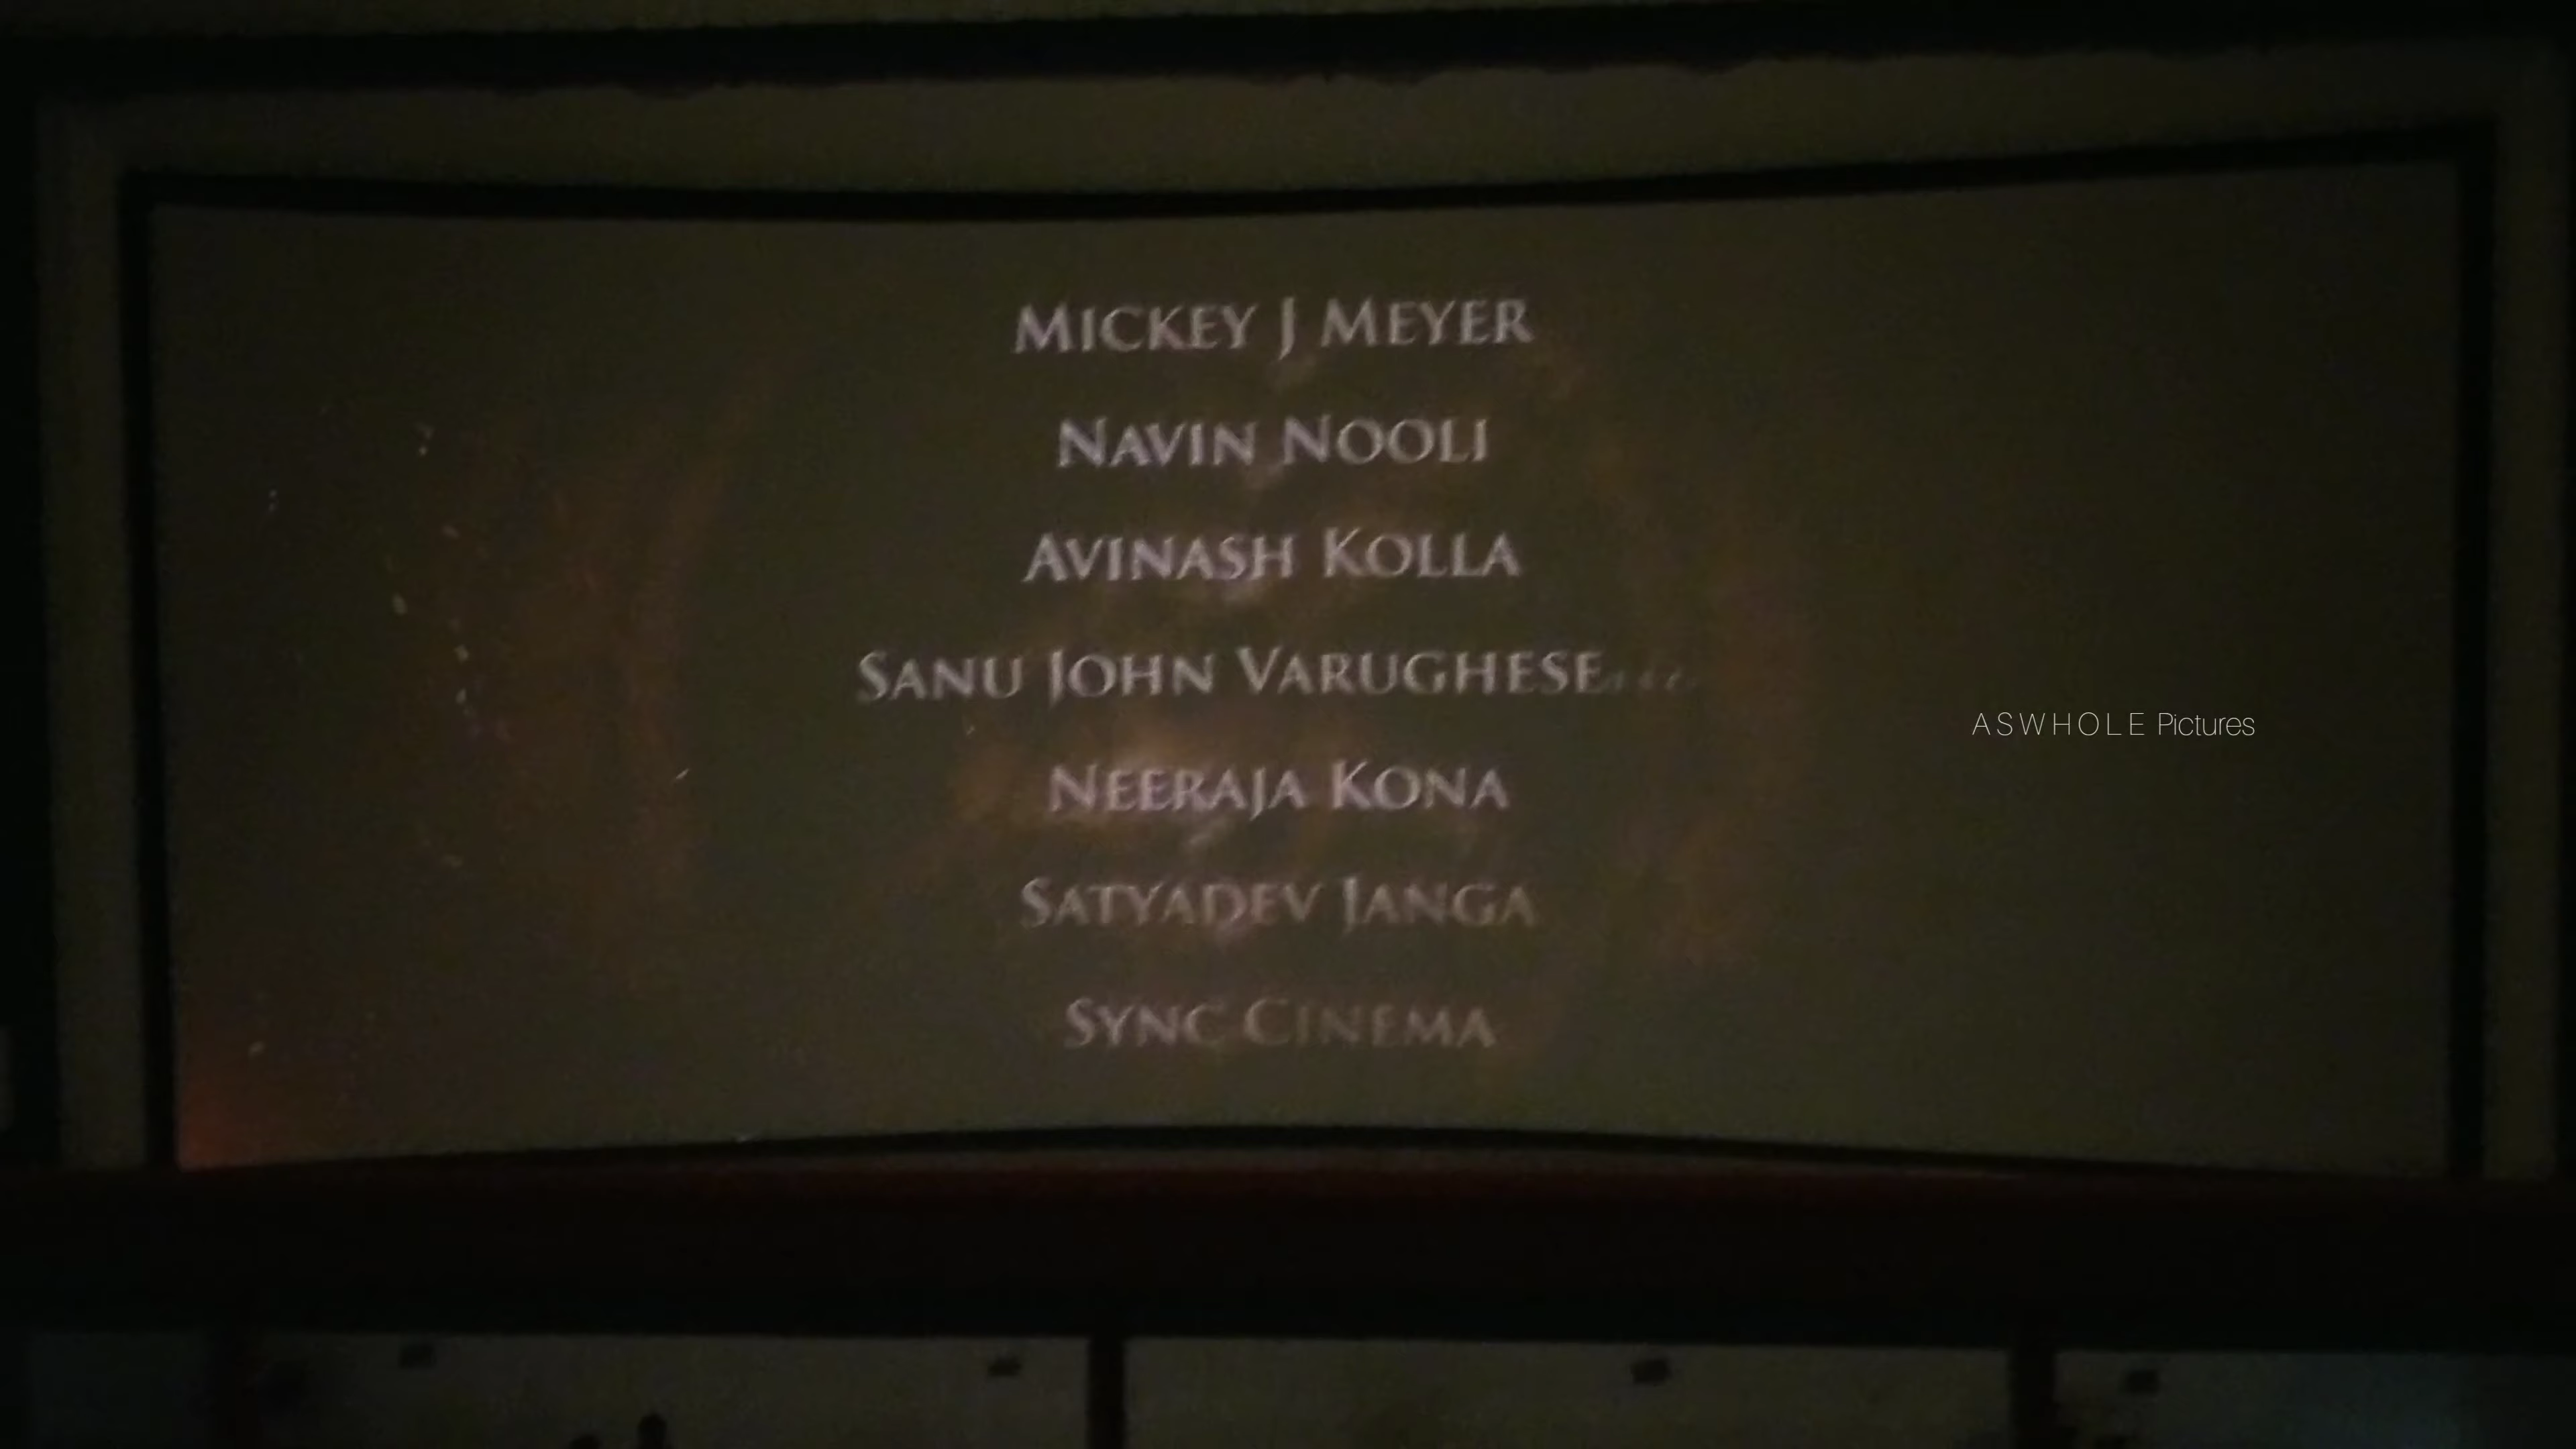 MICKEY J MEYER
NAVIN NOOLI
AVINASH KOLLA
SANU JOHN VARUGHESE
NEERAJA KONA
SATYADEV JANGA
SYNC CINEMA
ASWHOLE Pictures